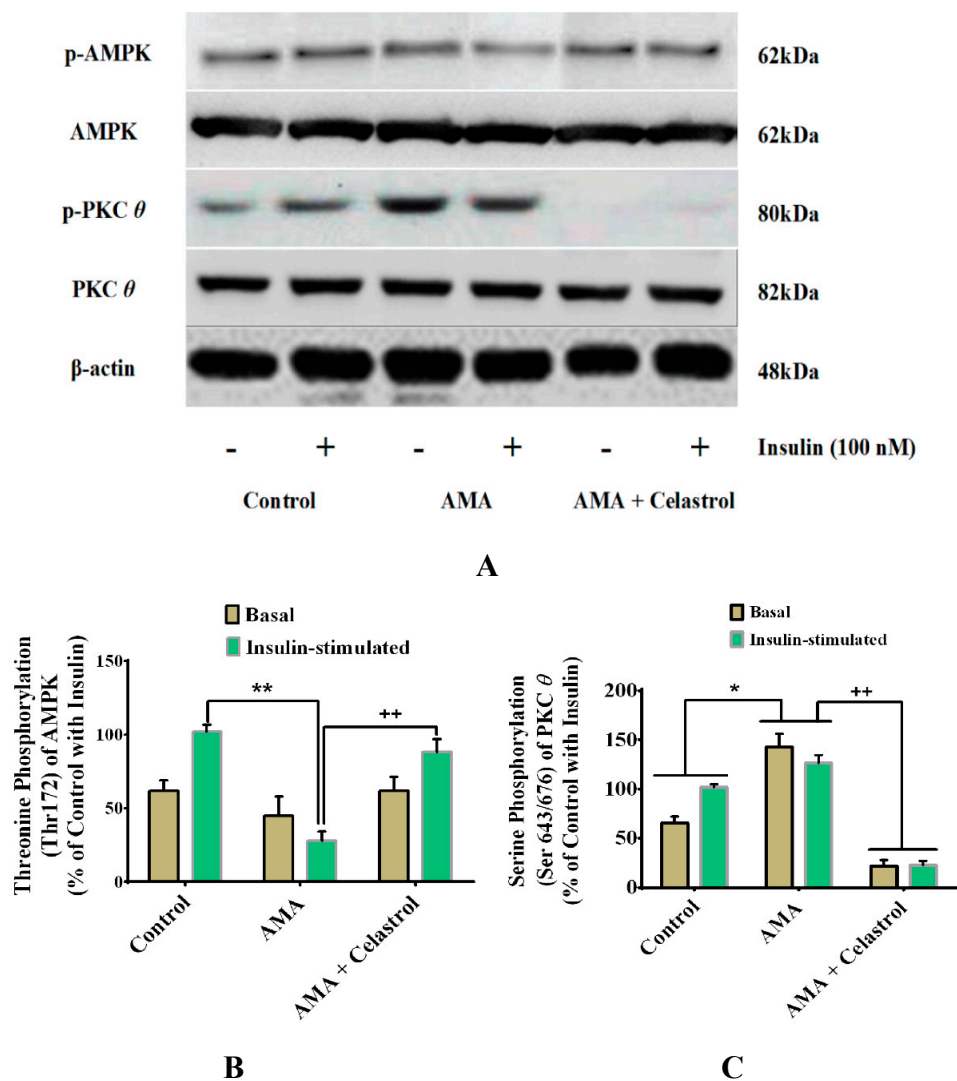 p-AMPK 62kDa
AMPK 62kDa
p-PKC θ 80kDa
PKC θ 82kDa
β-actin 48kDa
- + - + - + Insulin (100 nM)
Control AMA AMA + Celastrol
A
Basal
Insulin-stimulated
Threonine Phosphorylation
(Thr172) of AMPK
(% of Control with Insulin)
150
100
50
0
**
++
Control
AMA
AMA + Celastrol
B
Basal
Insulin-stimulated
Serine Phosphorylation
(Ser 643/676) of PKC θ
(% of Control with Insulin)
200
150
100
50
0
*
++
Control
AMA
AMA + Celastrol
C